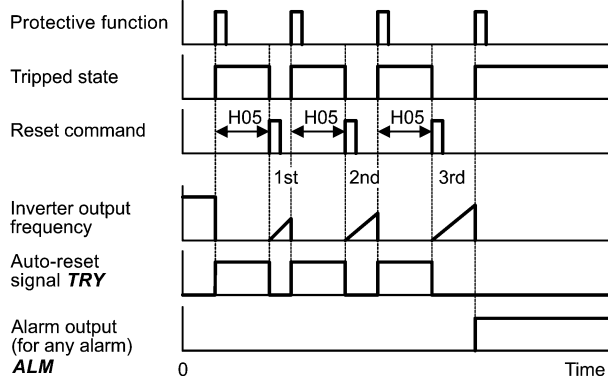 Protective function
Tripped state
H05 H05 H05
Reset command
1st 2nd 3rd
Inverter output
frequency
Auto-reset
signal TRY
Alarm output
(for any alarm)
ALM
0 Time